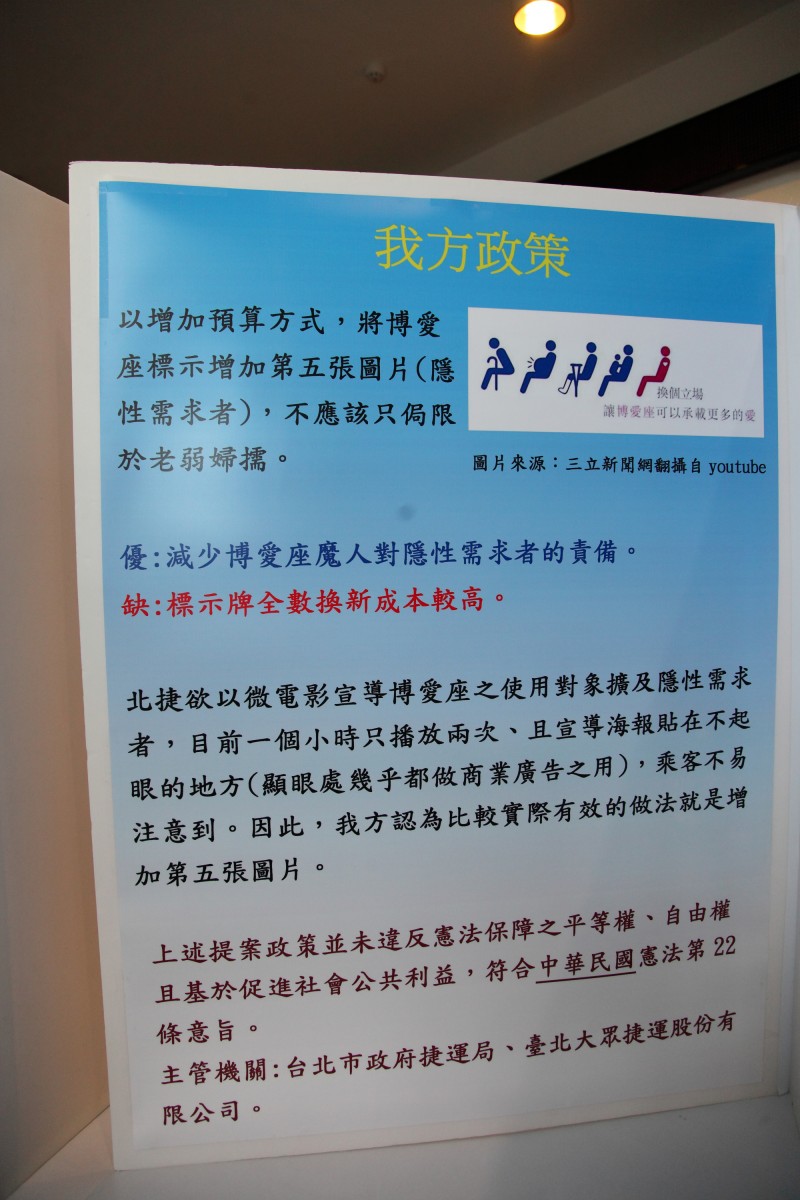 我方政策
以增加預算方式，將博愛
座標示增加第五張圖片(隱
性需求者)，不應該只侷限
於老弱婦孺。
換個立場
讓博愛座可以承載更多的愛
圖片來源：三立新聞網翻攝自 youtube
優:減少博愛座魔人對隱性需求者的責備。
缺:標示牌全數換新成本較高。
北捷欲以微電影宣導博愛座之使用對象擴及隱性需求
者，目前一個小時只播放兩次、且宣導海報貼在不起
眼的地方(顯眼處幾乎都做商業廣告之用)，乘客不易
注意到。因此，我方認為比較實際有效的做法就是增
加第五張圖片。
上述提案政策並未違反憲法保障之平等權、自由權
且基於促進社會公共利益，符合中華民國憲法第 22
條意旨。
主管機關:台北市政府捷運局、臺北大眾捷運股份有
限公司。